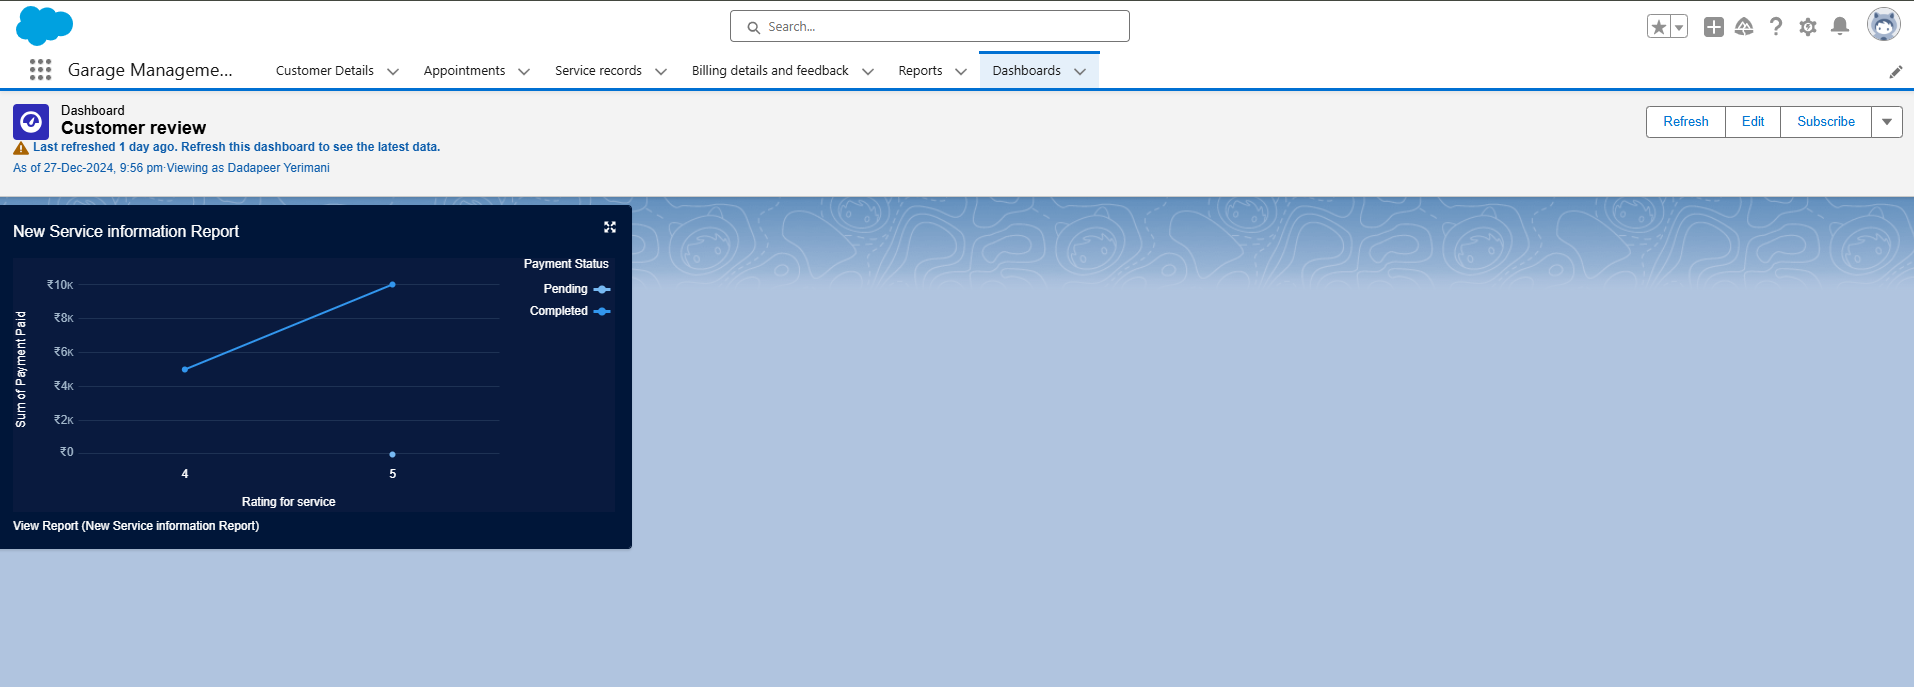 Search...
Garage Manageme...
Customer Details
Appointments
Service records
Billing details and feedback
Reports
Dashboards
Dashboard
Customer review
Last refreshed 1 day ago. Refresh this dashboard to see the latest data.
As of 27-Dec-2024, 9:56 pm·Viewing as Dadapeer Yerimani
Refresh
Edit
Subscribe
New Service information Report
Payment Status
Pending
Completed
Sum of Payment Paid
₹10K
₹8K
₹6K
₹4K
₹2K
₹0
4
5
Rating for service
View Report (New Service information Report)